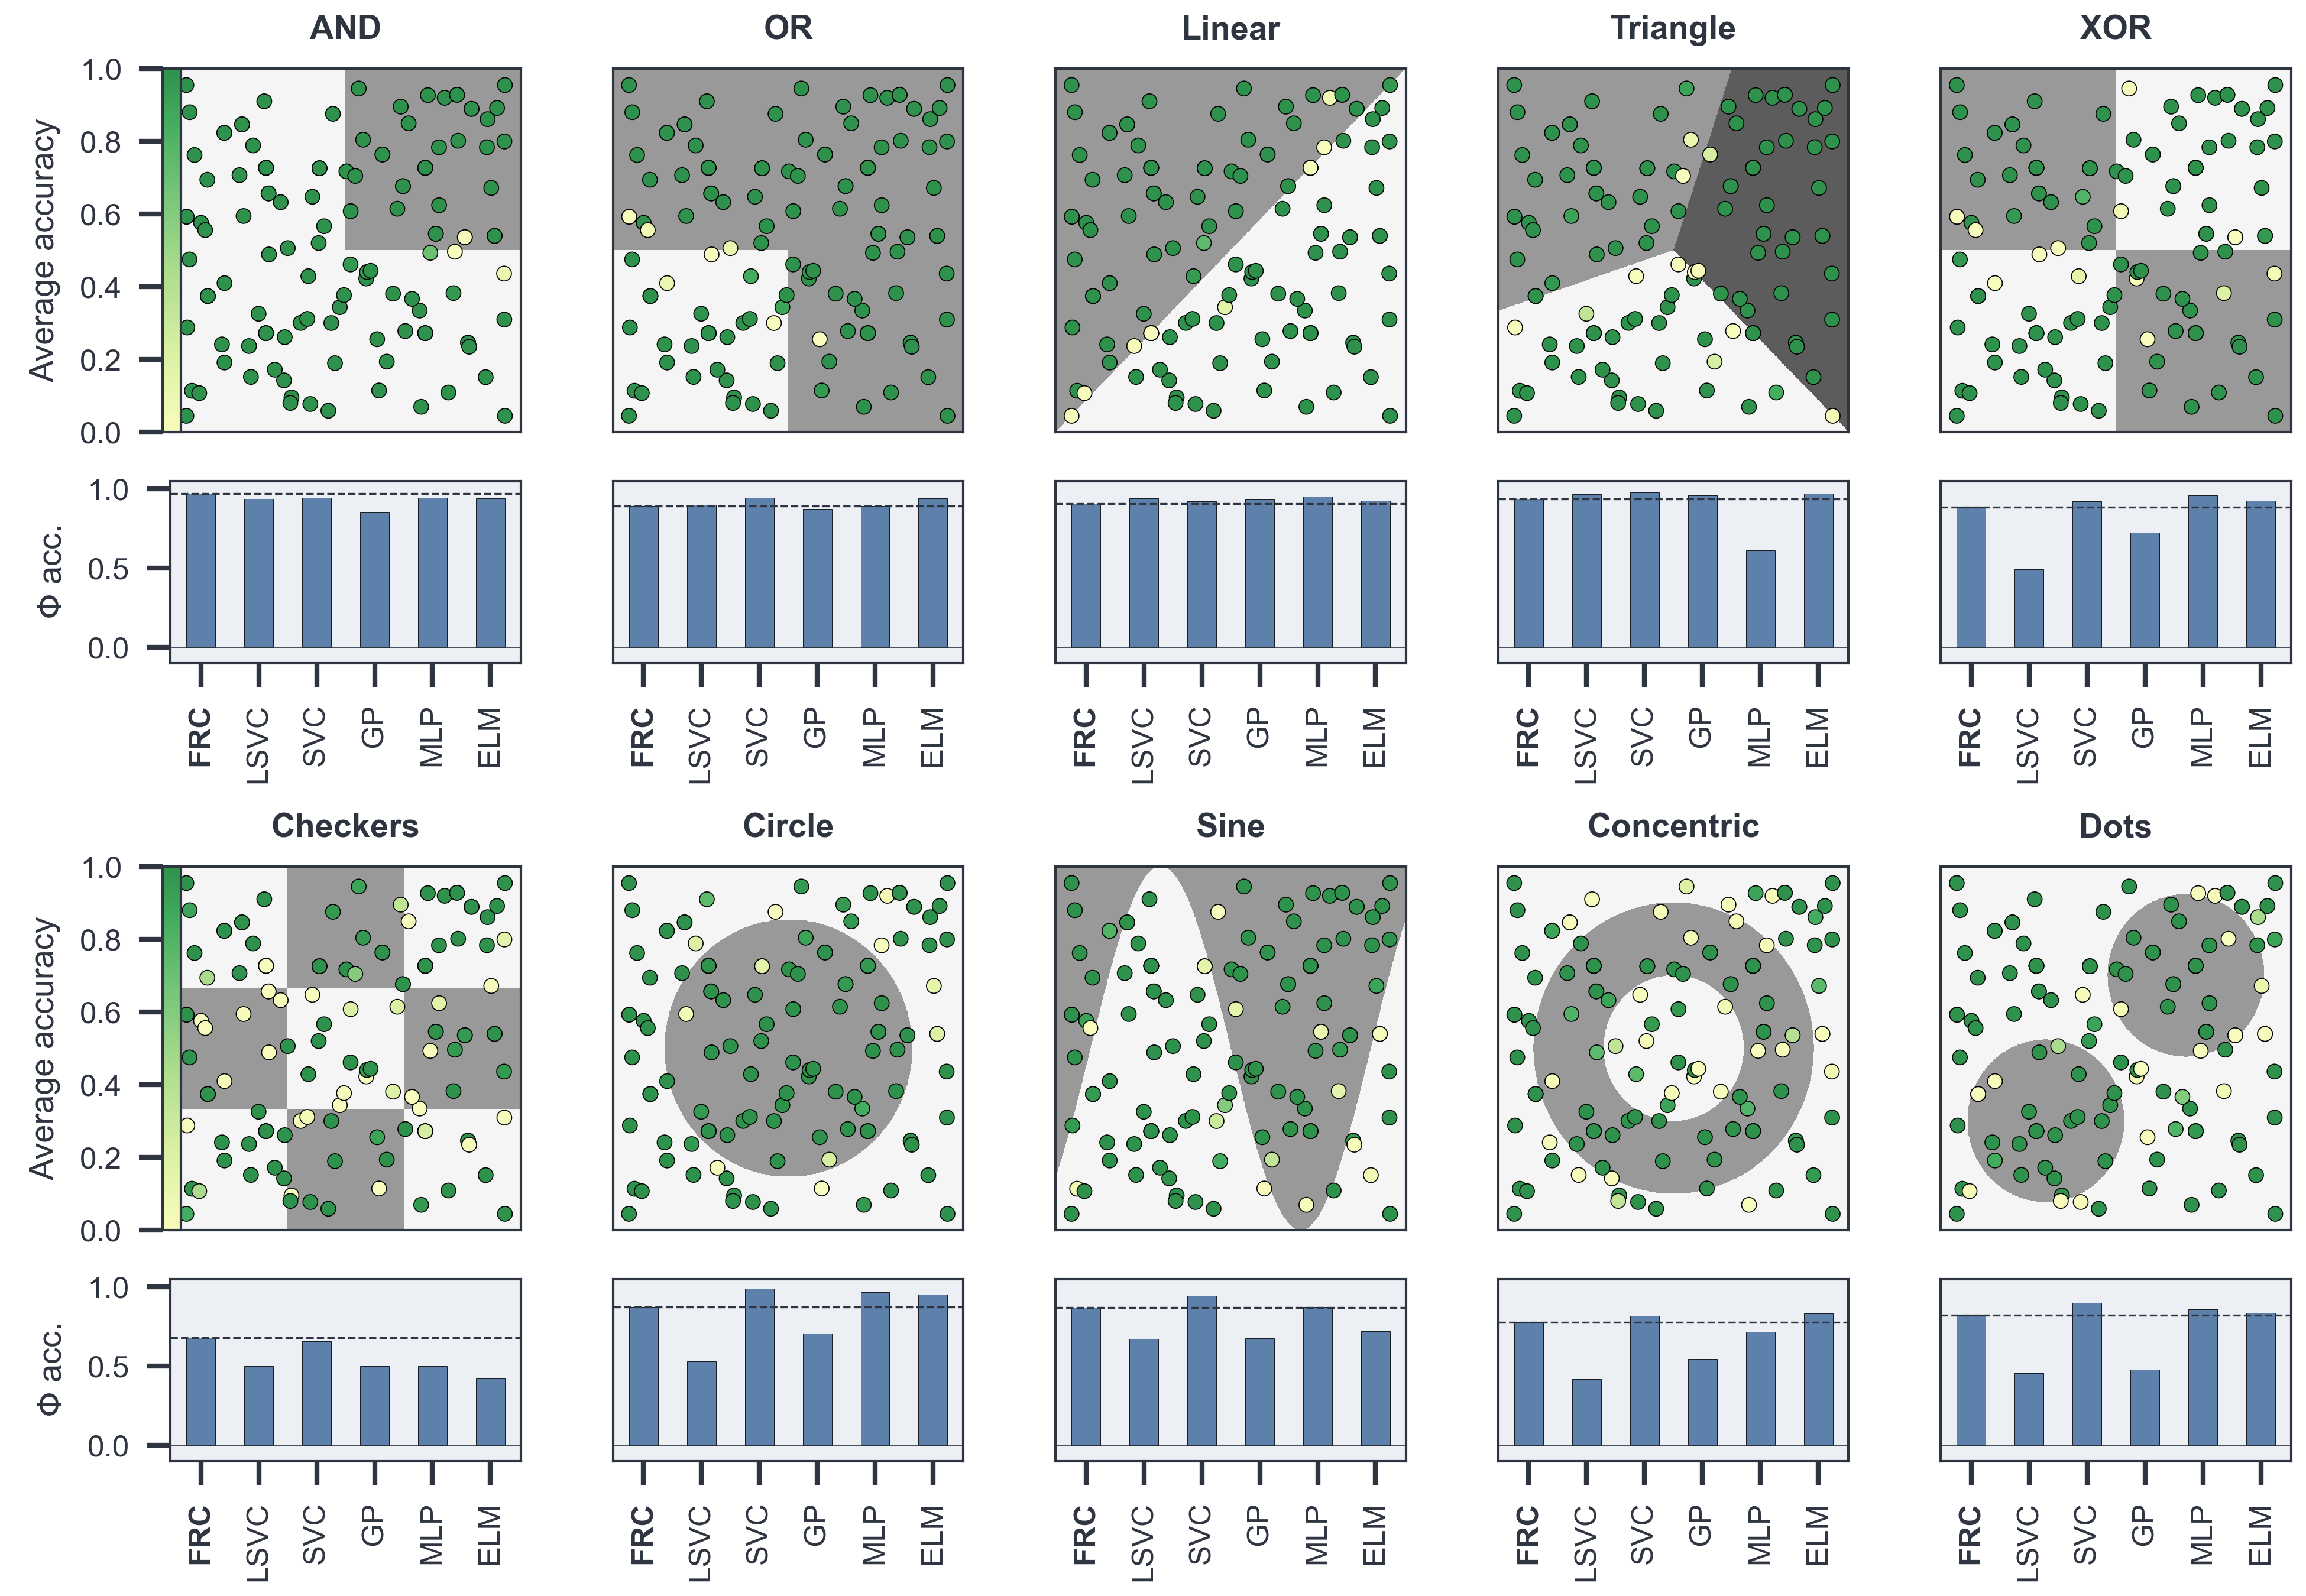 AND OR Linear Triangle XOR
Average accuracy
1.0
0.8
0.6
0.4
0.2
0.0
Φ acc.
1.0
0.5
0.0
FRC LSVC SVC GP MLP ELM FRC LSVC SVC GP MLP ELM FRC LSVC SVC GP MLP ELM FRC LSVC SVC GP MLP ELM FRC LSVC SVC GP MLP ELM
Checkers Circle Sine Concentric Dots
Average accuracy
1.0
0.8
0.6
0.4
0.2
0.0
Φ acc.
1.0
0.5
0.0
FRC LSVC SVC GP MLP ELM FRC LSVC SVC GP MLP ELM FRC LSVC SVC GP MLP ELM FRC LSVC SVC GP MLP ELM FRC LSVC SVC GP MLP ELM